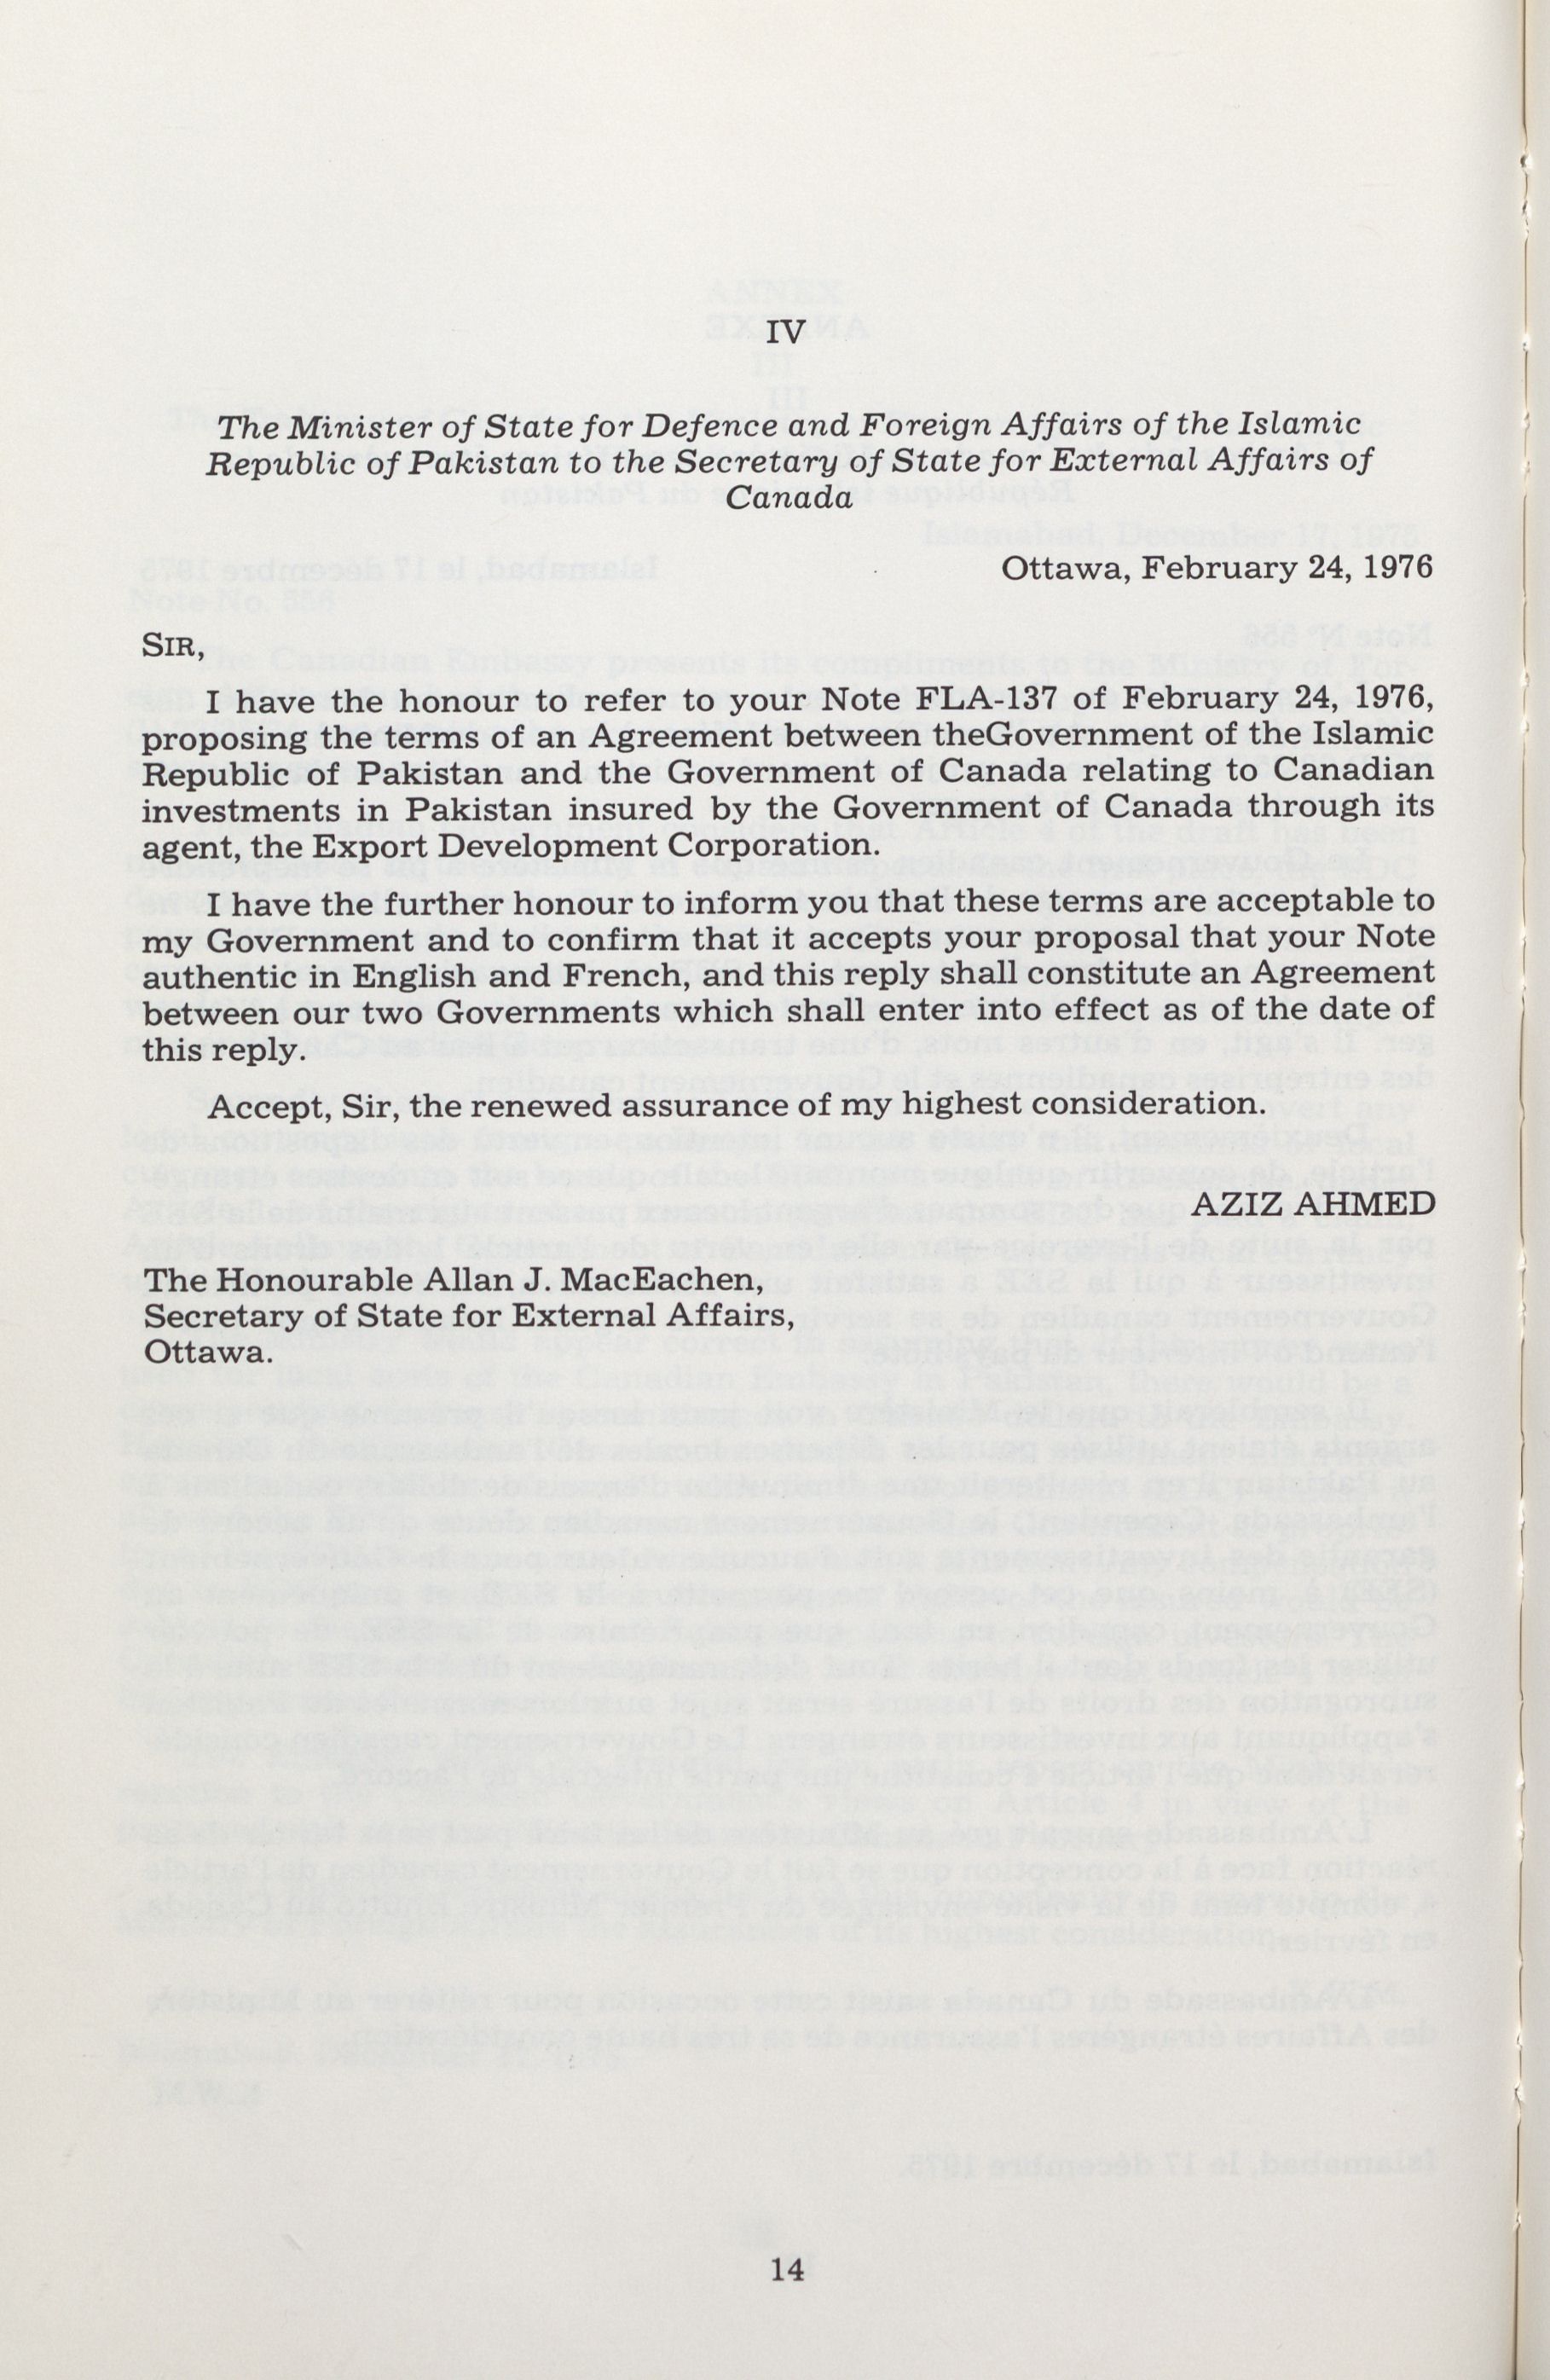 IV
The Minister of State for Defence and Foreign Affairs of the Islamic
Republic of Pakistan to the Secretary of State for External Affairs of
Canada
Ottawa, February 24, 1976
SIR,
I have the honour to refer to your Note FLA-137 of February 24, 1976,
proposing the terms of an Agreement between theGovernment of the Islamic
Republic of Pakistan and the Government of Canada relating to Canadian
investments in Pakistan insured by the Government of Canada through its
agent, the Export Development Corporation.
I have the further honour to inform you that these terms are acceptable to
my Government and to confirm that it accepts your proposal that your Note
authentic in English and French, and this reply shall constitute an Agreement
between our two Governments which shall enter into effect as of the date of
this reply.
Accept, Sir, the renewed assurance of my highest consideration.
AZIZ AHMED
The Honourable Allan J. MacEachen,
Secretary of State for External Affairs,
Ottawa.
14